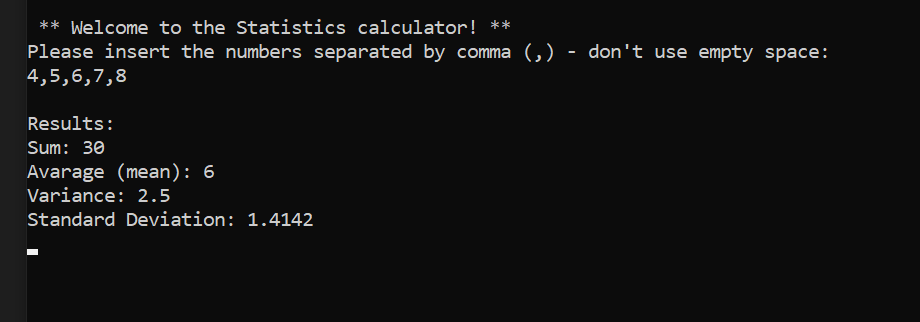 ** Welcome to the Statistics calculator! **
Please insert the numbers separated by comma (,) - don't use empty space:
4,5,6,7,8
Results:
Sum: 30
Avarage (mean): 6
Variance: 2.5
Standard Deviation: 1.4142